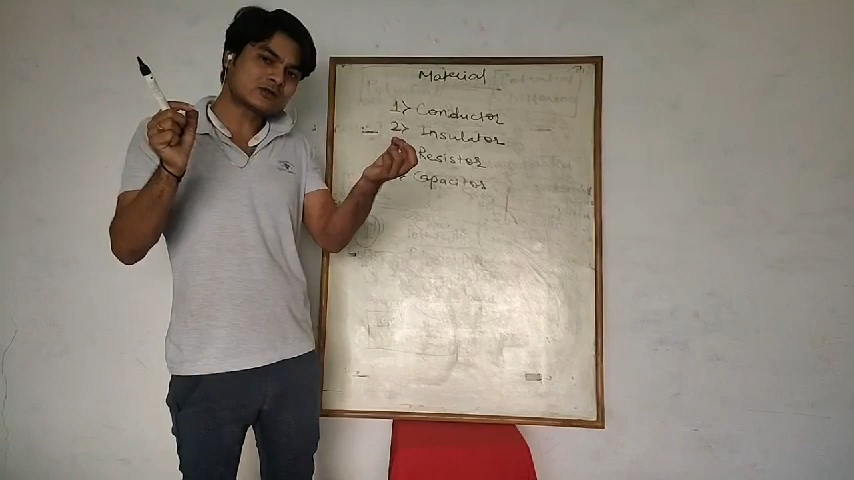 Material
1> Conductor
2> Insulator
Resistor
Capacitor